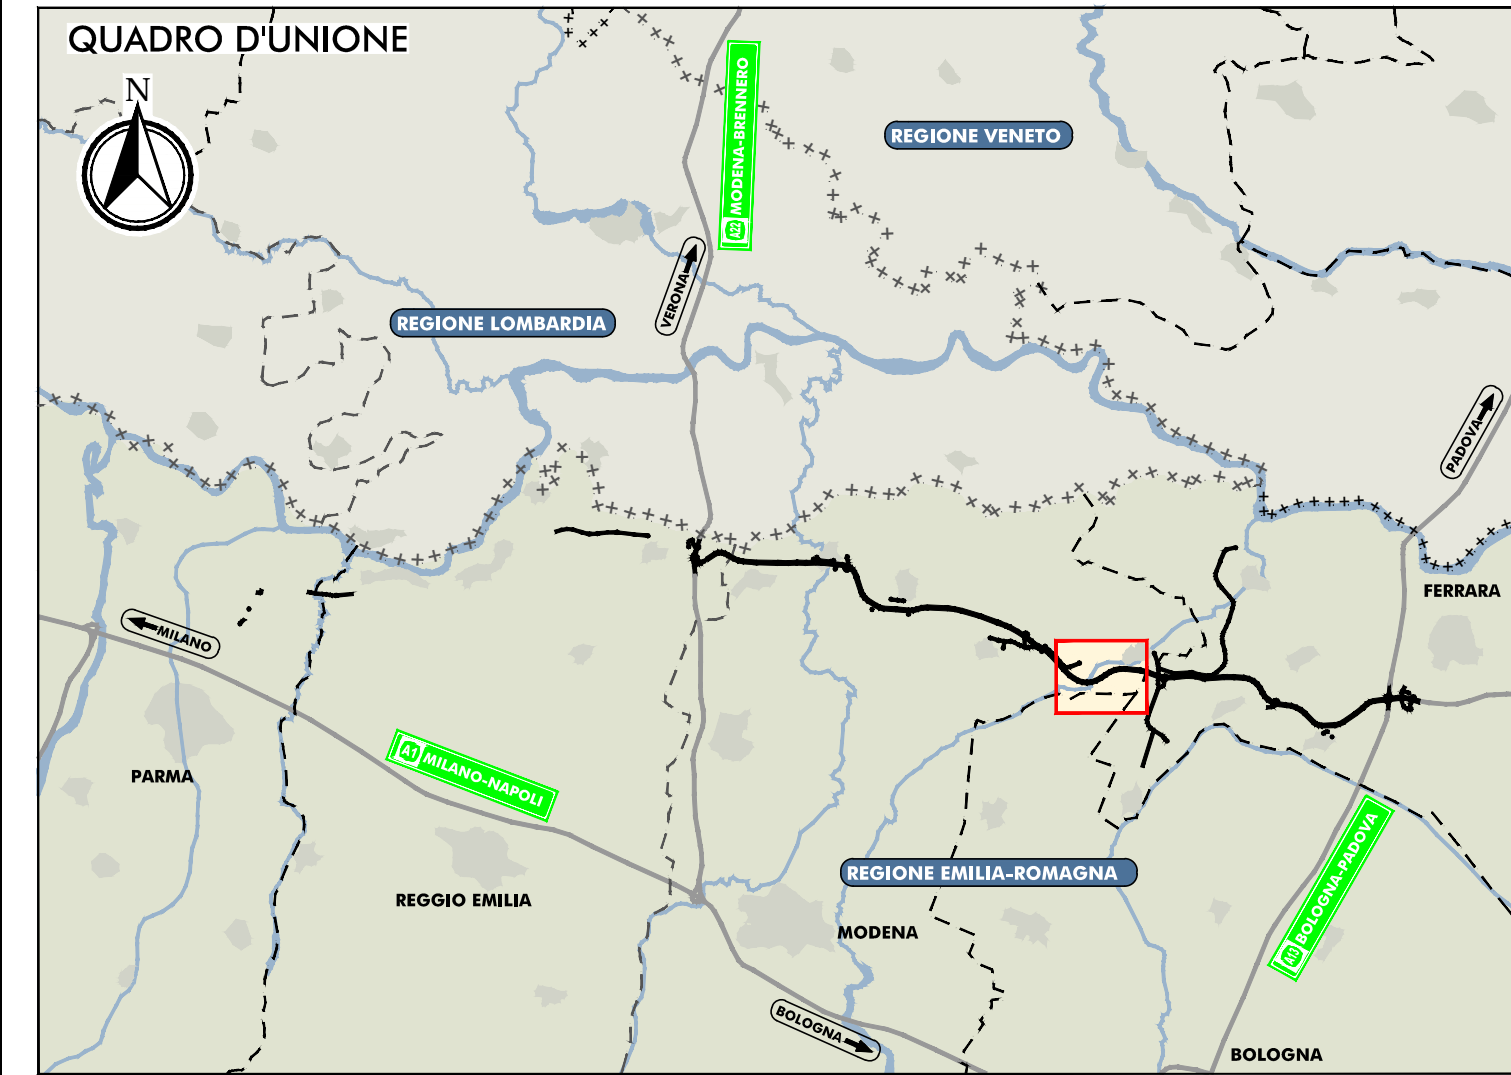 QUADRO D'UNIONE
N
A22 MODENA-BRENNERO
REGIONE VENETO
VERONA
REGIONE LOMBARDIA
PADOVA
FERRARA
MILANO
PARMA
A1 MILANO-NAPOLI
REGGIO EMILIA
REGIONE EMILIA-ROMAGNA
A13 BOLOGNA-PADOVA
MODENA
BOLOGNA
BOLOGNA